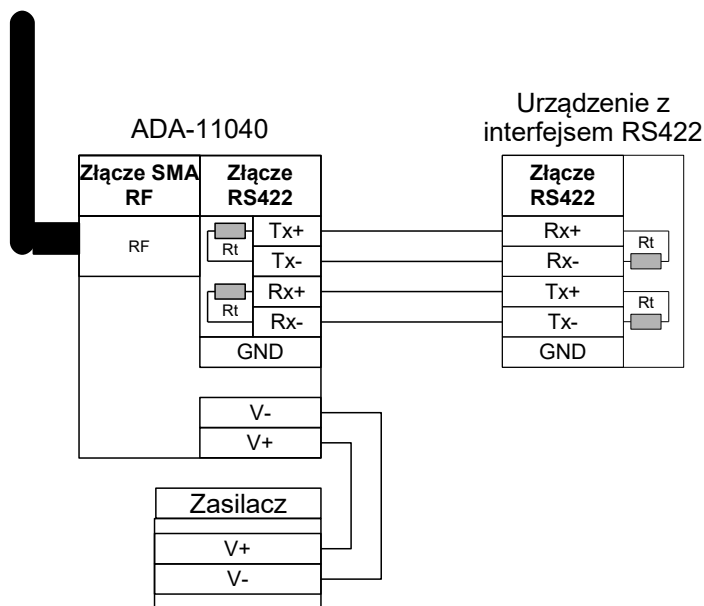 ADA-11040
Złącze SMA
RF
Złącze
RS422
RF
Rt
Tx+
Tx-
Rt
Rx+
Rx-
GND
V-
V+
Zasilacz
V+
V-
Urządzenie z
interfejsem RS422
Złącze
RS422
Rx+
Rx-
Rt
Tx+
Tx-
Rt
GND